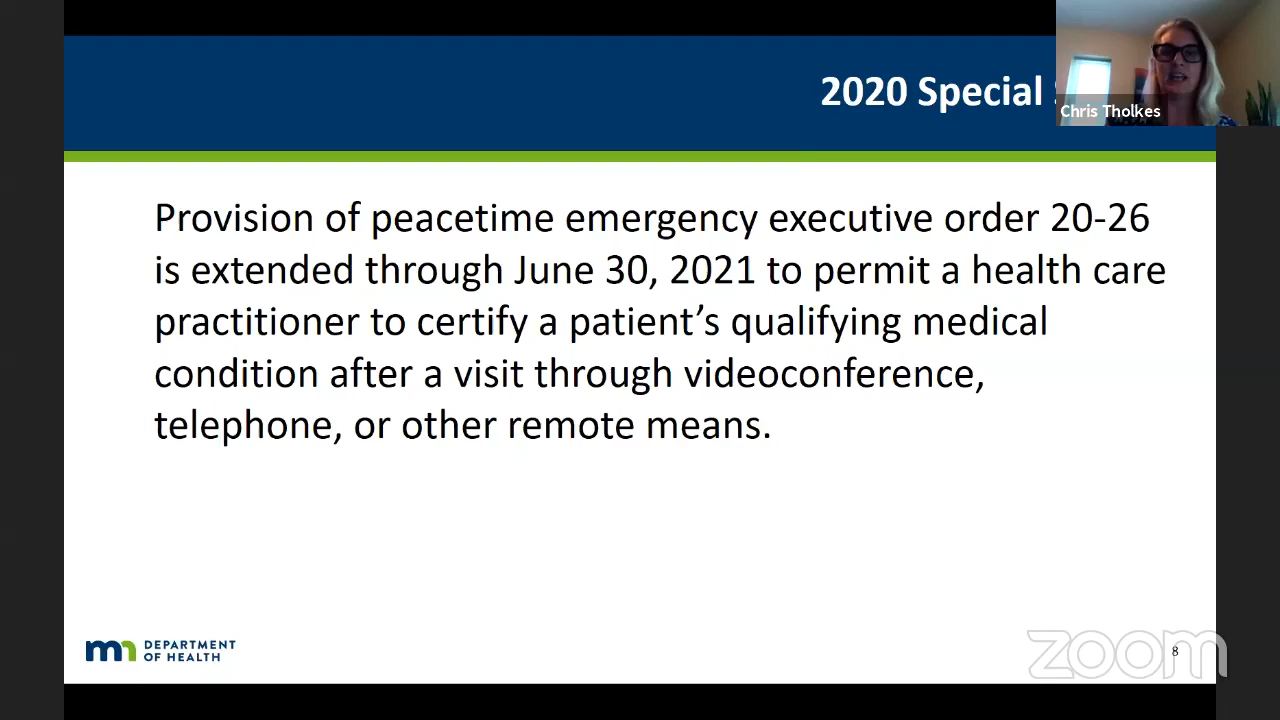 2020 Special
Chris Tholkes
Provision of peacetime emergency executive order 20-26
is extended through June 30, 2021 to permit a health care
practitioner to certify a patient’s qualifying medical
condition after a visit through videoconference,
telephone, or other remote means.
mn DEPARTMENT
OF HEALTH
zoom
8